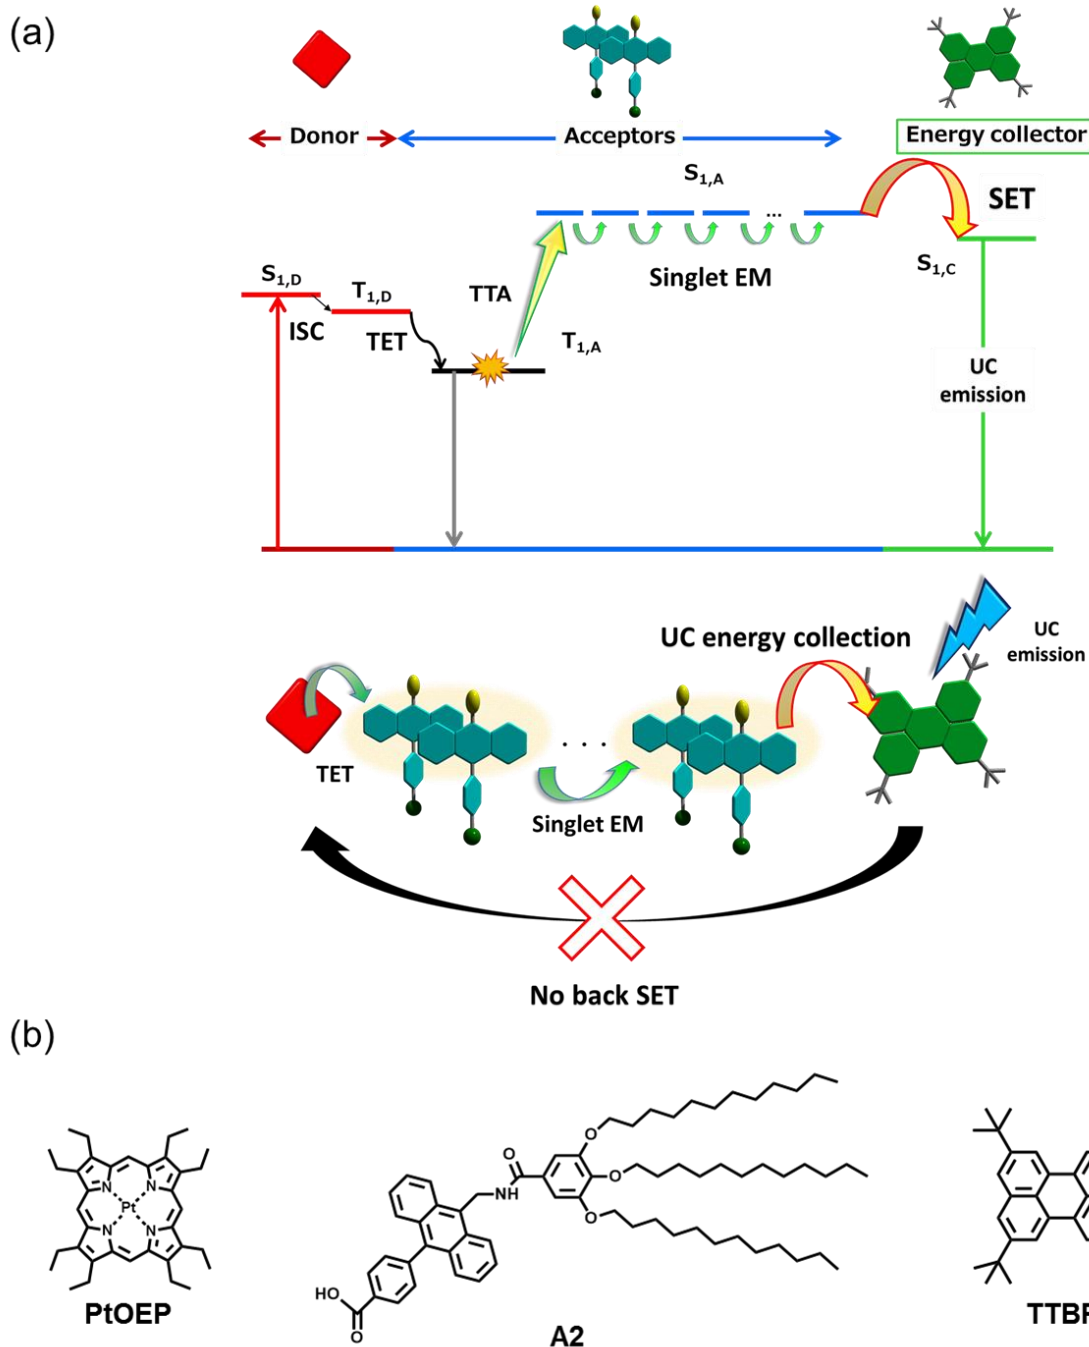 (a)
Donor
Acceptors
Energy collector
S1,A
SET
S1,D
T1,D
ISC
TET
TTA
T1,A
...
Singlet EM
S1,C
UC
emission
UC energy collection
UC
emission
TET
. . .
Singlet EM
No back SET
(b)
N
N
Pt
N
N
PtOEP
O
NH
O
O
O
HO
O
A2